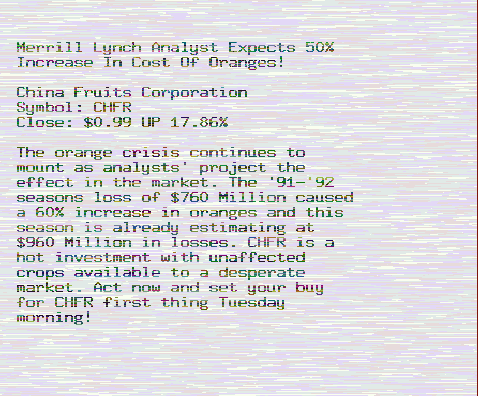 Merrill Lynch Analyst Expects 50%
Increase In Cost Of Oranges!
China Fruits Corporation
Symbol: CHFR
Close: $0.99 UP 17.86%
The orange crisis continues to
mount as analysts' project the
effect in the market. The '91-'92
seasons loss of $760 Million caused
a 60% increase in oranges and this
season is already estimating at
$960 Million in losses. CHFR is a
hot investment with unaffected
crops available to a desperate
market. Act now and set your buy
for CHFR first thing Tuesday
morning!